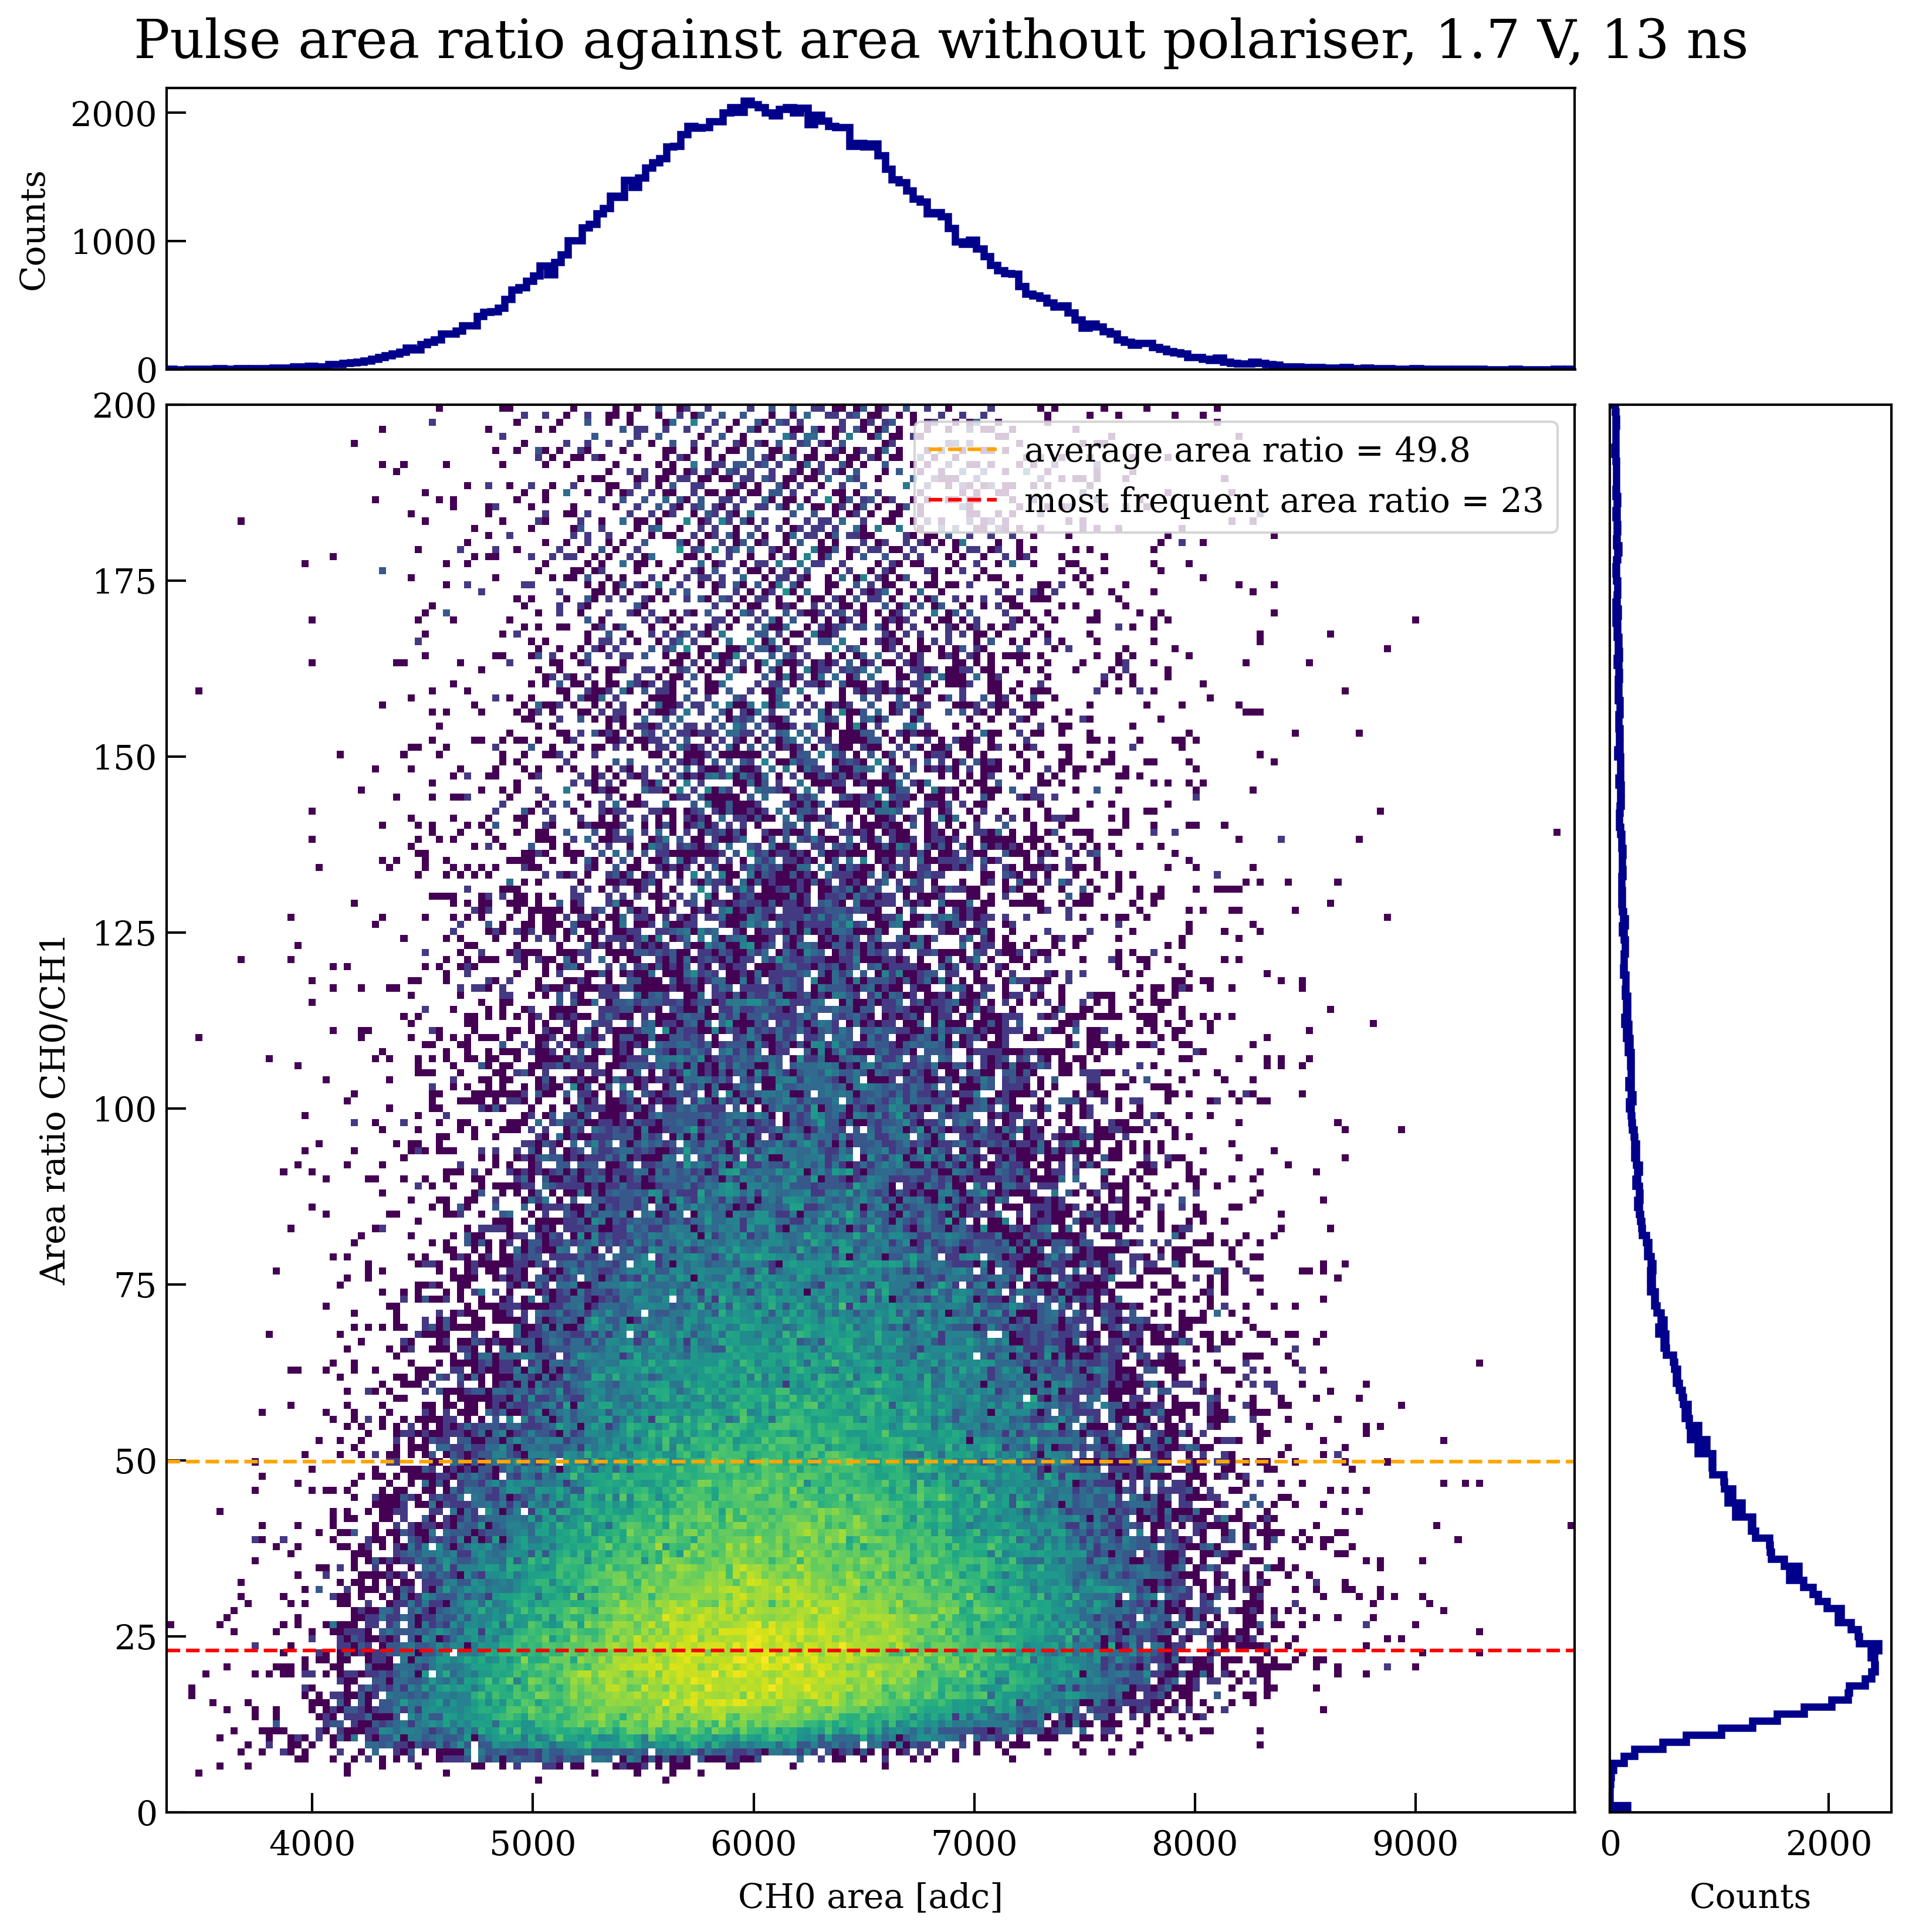 Pulse area ratio against area without polariser, 1.7 V, 13 ns
2000
1000
0
Counts
200
175
150
125
100
75
50
25
0
Area ratio CH0/CH1
average area ratio = 49.8
most frequent area ratio = 23
4000 5000 6000 7000 8000 9000
CH0 area [adc]
0 2000
Counts